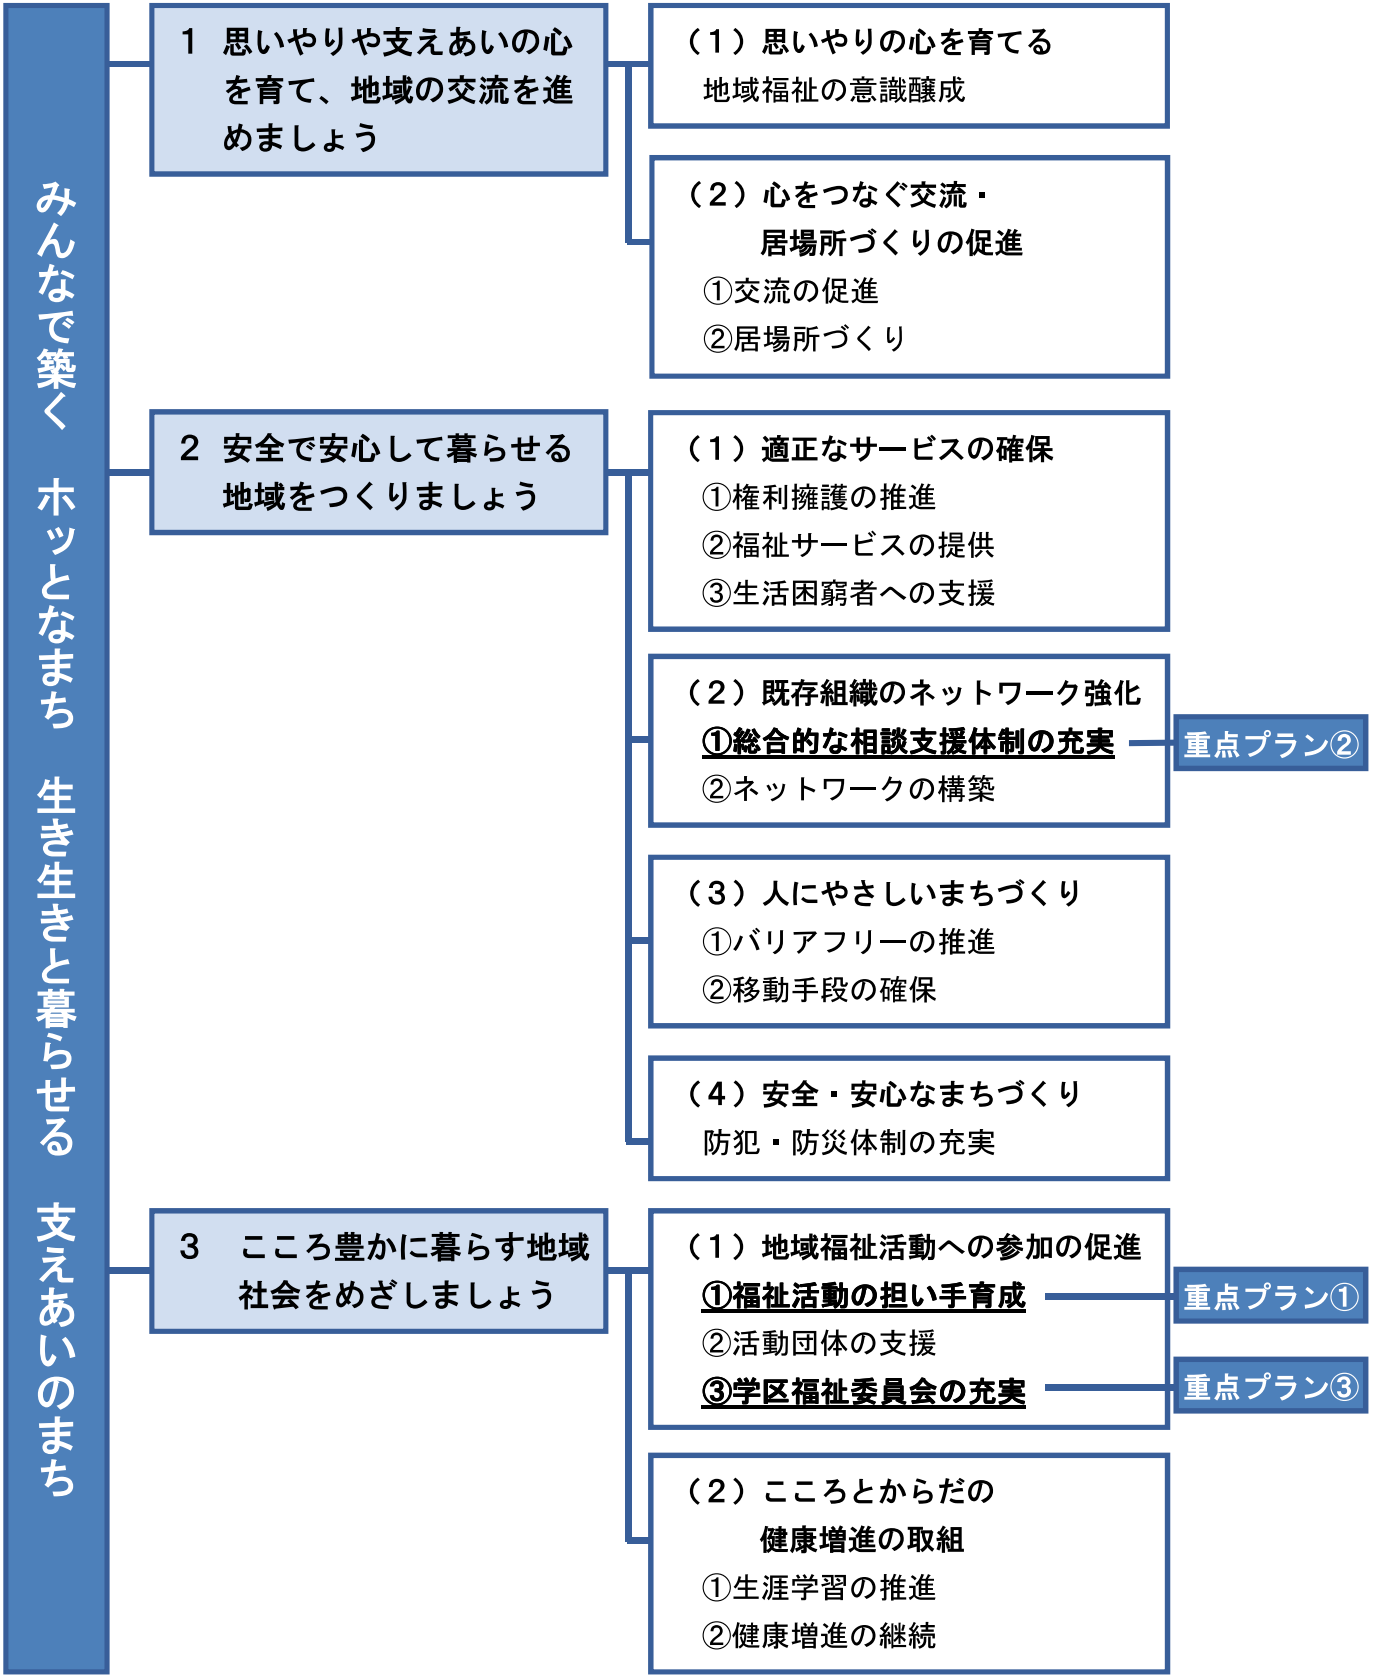 みんなで築く　ホッとなまち　生き生きと暮らせる　支えあいのまち
１ 思いやりや支えあいの心
を育て、地域の交流を進
めましょう
（１）思いやりの心を育てる
地域福祉の意識醸成
（２）心をつなぐ交流・
居場所づくりの促進
①交流の促進
②居場所づくり
２ 安全で安心して暮らせる
地域をつくりましょう
（１）適正なサービスの確保
①権利擁護の推進
②福祉サービスの提供
③生活困窮者への支援
（２）既存組織のネットワーク強化
①総合的な相談支援体制の充実
重点プラン②
②ネットワークの構築
（３）人にやさしいまちづくり
①バリアフリーの推進
②移動手段の確保
（４）安全・安心なまちづくり
防犯・防災体制の充実
３　こころ豊かに暮らす地域
社会をめざしましょう
（１）地域福祉活動への参加の促進
①福祉活動の担い手育成
重点プラン①
②活動団体の支援
③学区福祉委員会の充実
重点プラン③
（２）こころとからだの
健康増進の取組
①生涯学習の推進
②健康増進の継続